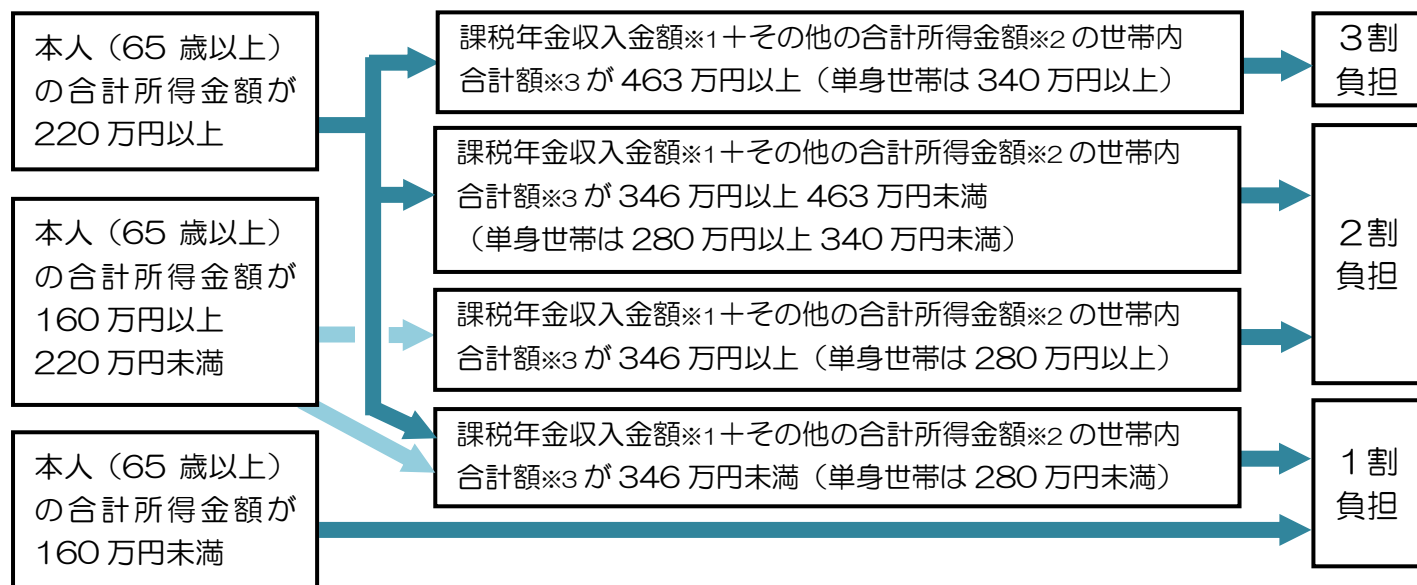 本人（65 歳以上）
の合計所得金額が
220 万円以上
本人（65 歳以上）
の合計所得金額が
160 万円以上
220 万円未満
本人（65 歳以上）
の合計所得金額が
160 万円未満
課税年金収入金額※1＋その他の合計所得金額※2 の世帯内
合計額※3 が 463 万円以上（単身世帯は 340 万円以上）
課税年金収入金額※1＋その他の合計所得金額※2 の世帯内
合計額※3 が 346 万円以上 463 万円未満
（単身世帯は 280 万円以上 340 万円未満）
課税年金収入金額※1＋その他の合計所得金額※2 の世帯内
合計額※3 が 346 万円以上（単身世帯は 280 万円以上）
課税年金収入金額※1＋その他の合計所得金額※2 の世帯内
合計額※3 が 346 万円未満（単身世帯は 280 万円未満）
３割
負担
２割
負担
１割
負担